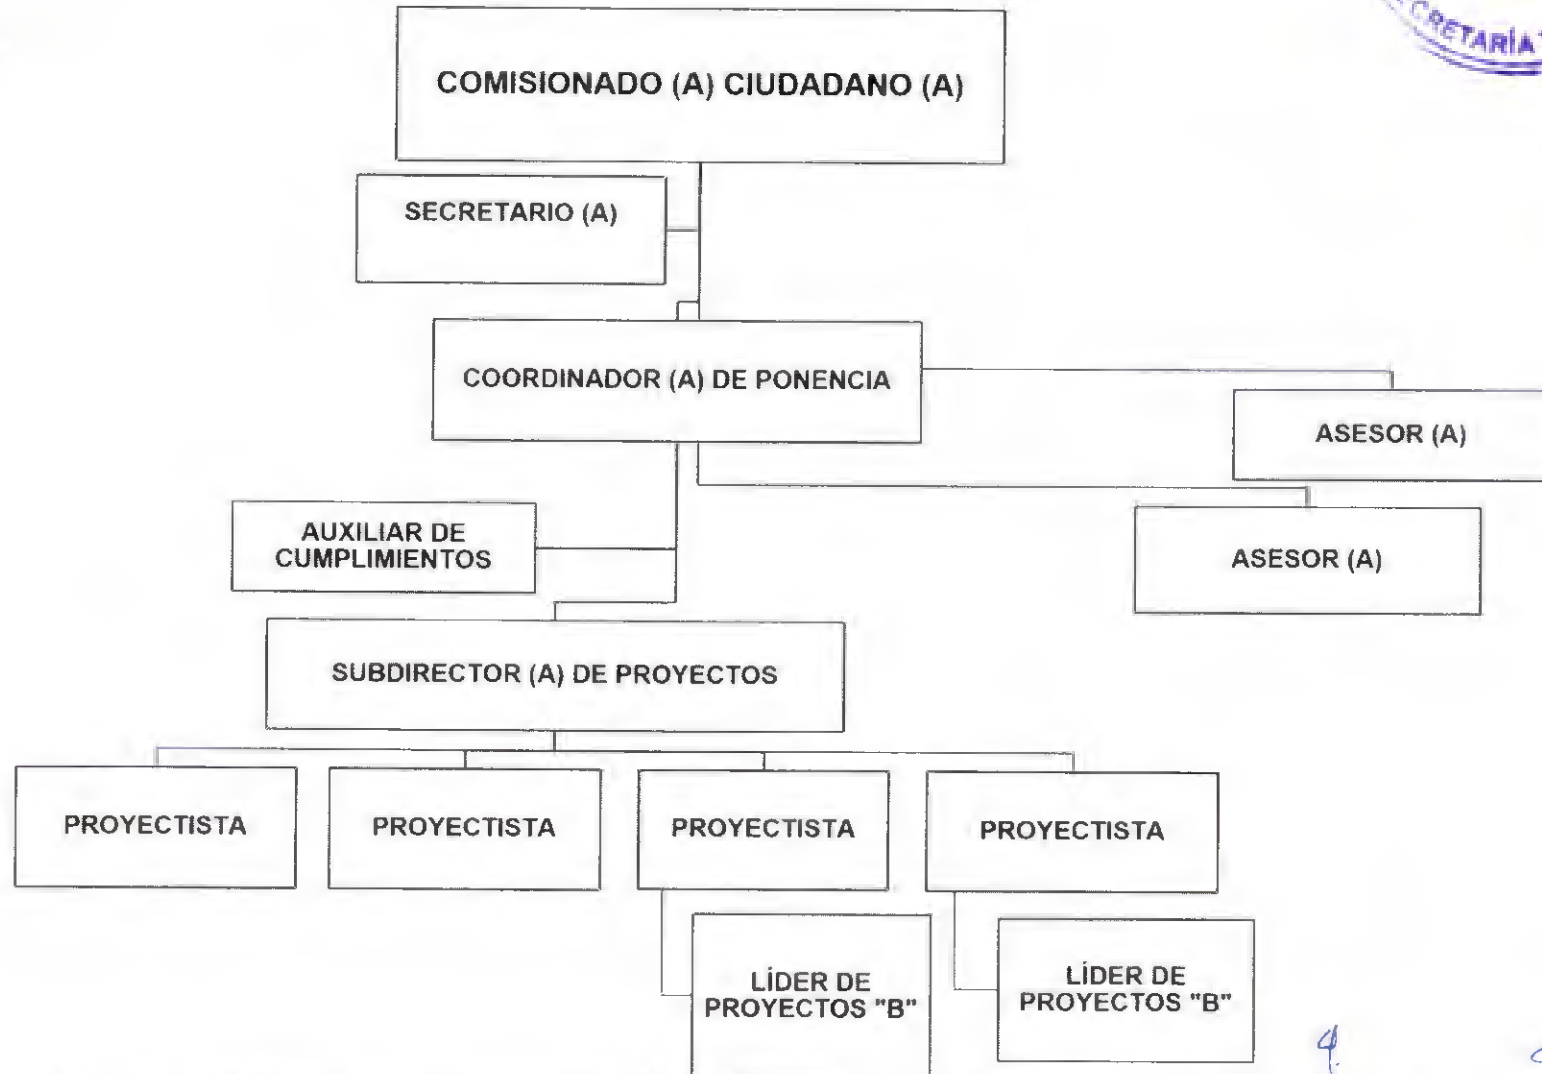 COMISIONADO (A) CIUDADANO (A)
SECRETARIO (A)
COORDINADOR (A) DE PONENCIA
ASESOR (A)
ASESOR (A)
AUXILIAR DE
CUMPLIMIENTOS
SUBDIRECTOR (A) DE PROYECTOS
PROYECTISTA
PROYECTISTA
PROYECTISTA
PROYECTISTA
LÍDER DE
PROYECTOS "B"
LÍDER DE
PROYECTOS "B"